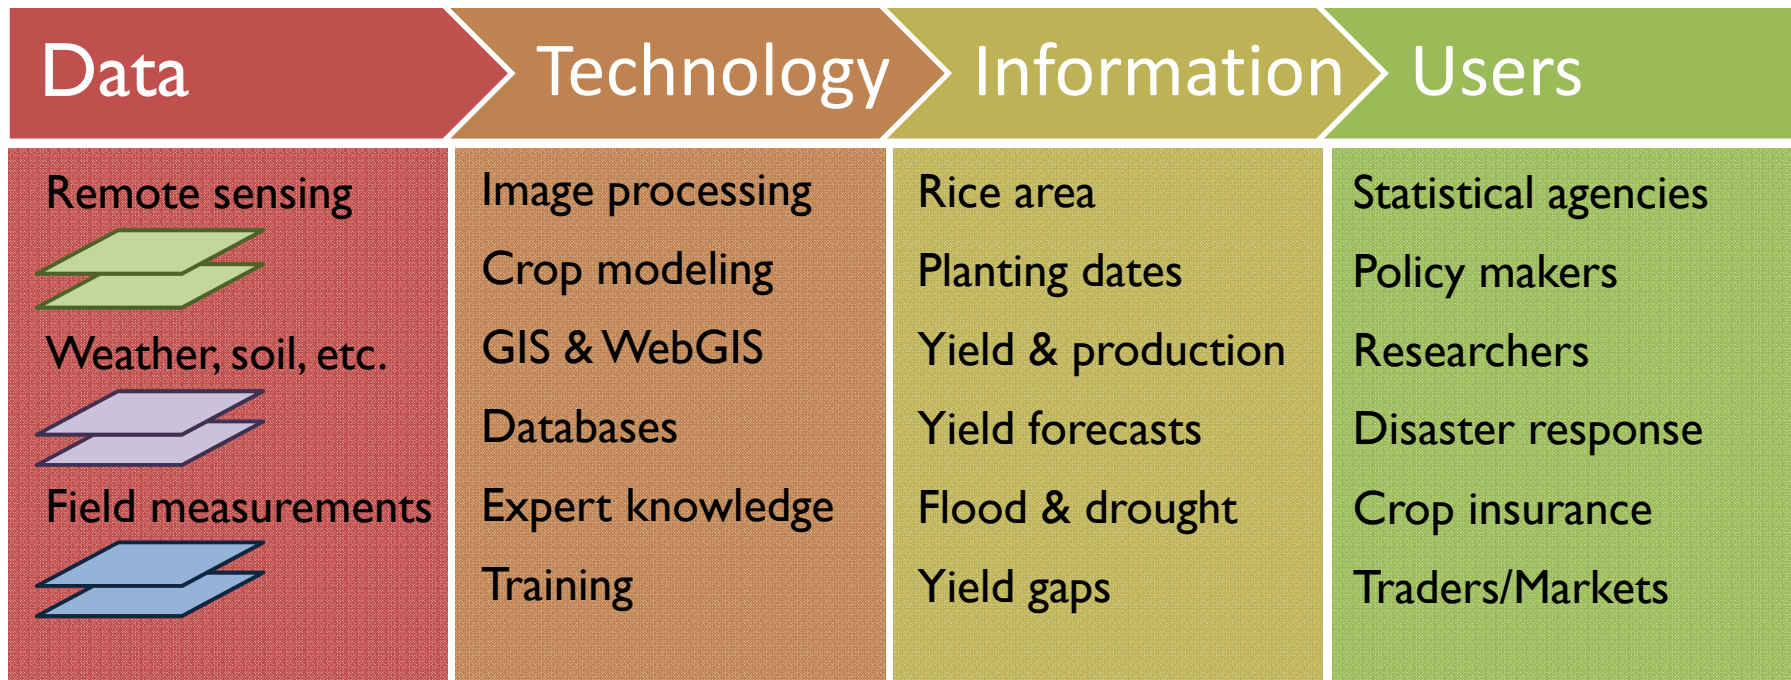 Data
Technology
Information
Users
Remote sensing
Weather, soil, etc.
Field measurements
Image processing
Crop modeling
GIS & WebGIS
Databases
Expert knowledge
Training
Rice area
Planting dates
Yield & production
Yield forecasts
Flood & drought
Yield gaps
Statistical agencies
Policy makers
Researchers
Disaster response
Crop insurance
Traders/Markets